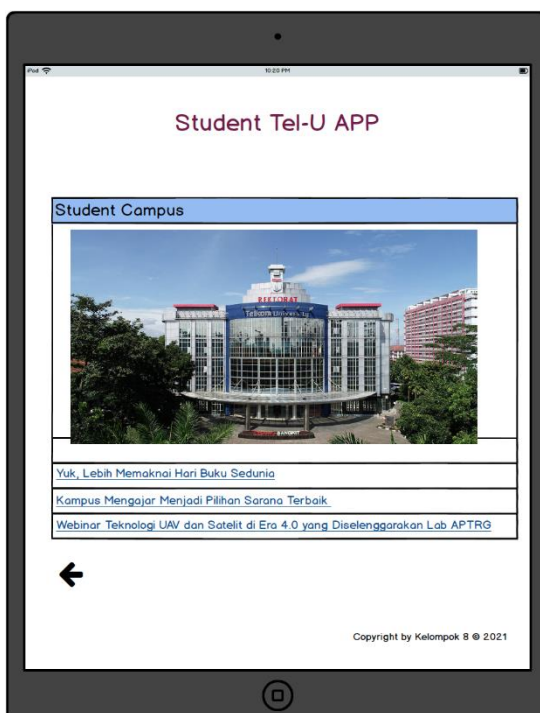 iPod
10:20 PM
Student Tel-U APP
Student Campus
REKTORAT
Telkom University
Yuk, Lebih Memaknai Hari Buku Sedunia
Kampus Mengajar Menjadi Pilihan Sarana Terbaik
Webinar Teknologi UAV dan Satelit di Era 4.0 yang Diselenggarakan Lab APTRG
Copyright by Kelompok 8 © 2021